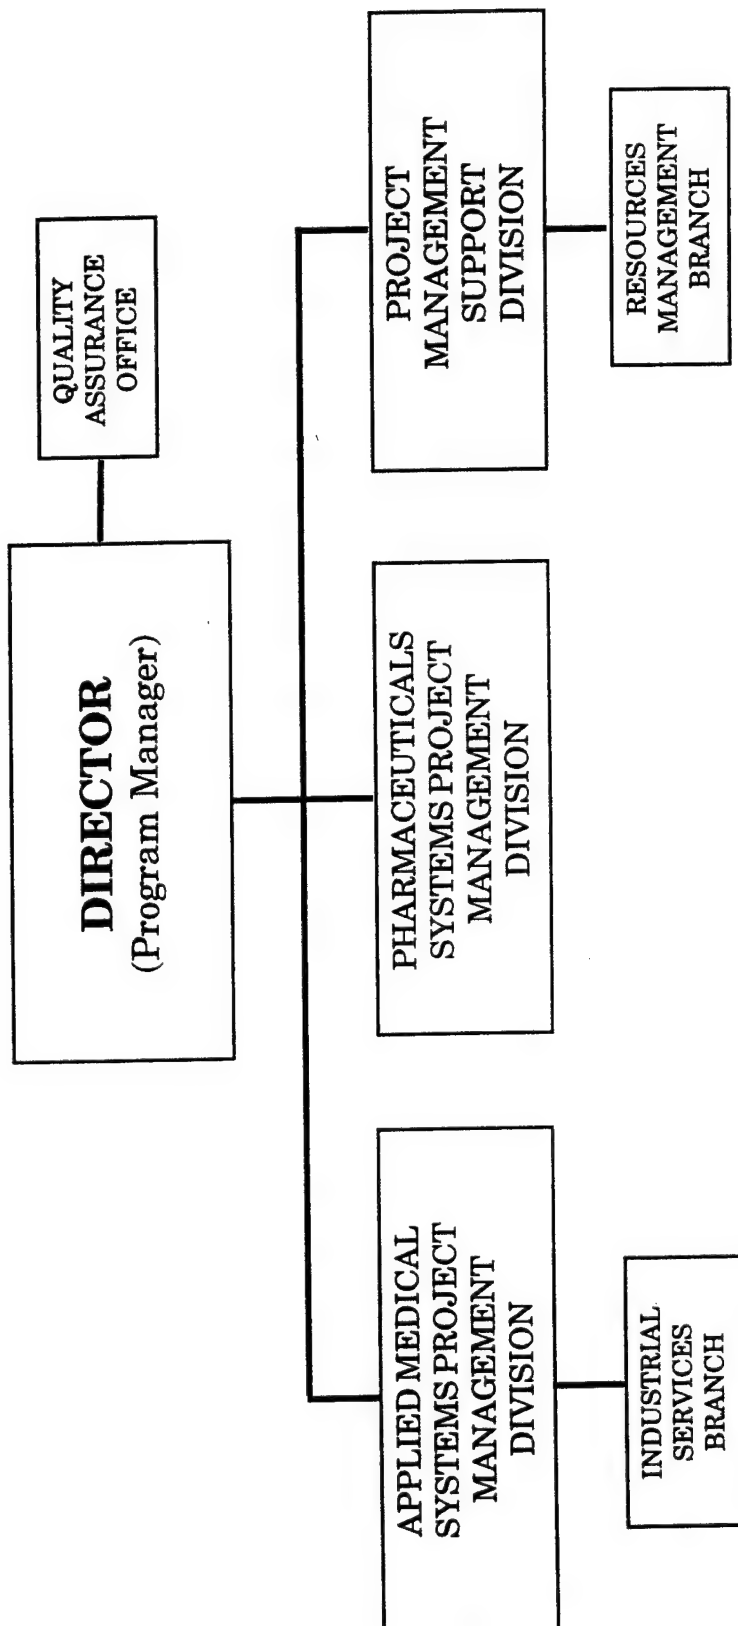 DIRECTOR
(Program Manager)
QUALITY
ASSURANCE
OFFICE
APPLIED MEDICAL
SYSTEMS PROJECT
MANAGEMENT
DIVISION
PHARMACEUTICALS
SYSTEMS PROJECT
MANAGEMENT
DIVISION
PROJECT
MANAGEMENT
SUPPORT
DIVISION
INDUSTRIAL
SERVICES
BRANCH
RESOURCES
MANAGEMENT
BRANCH